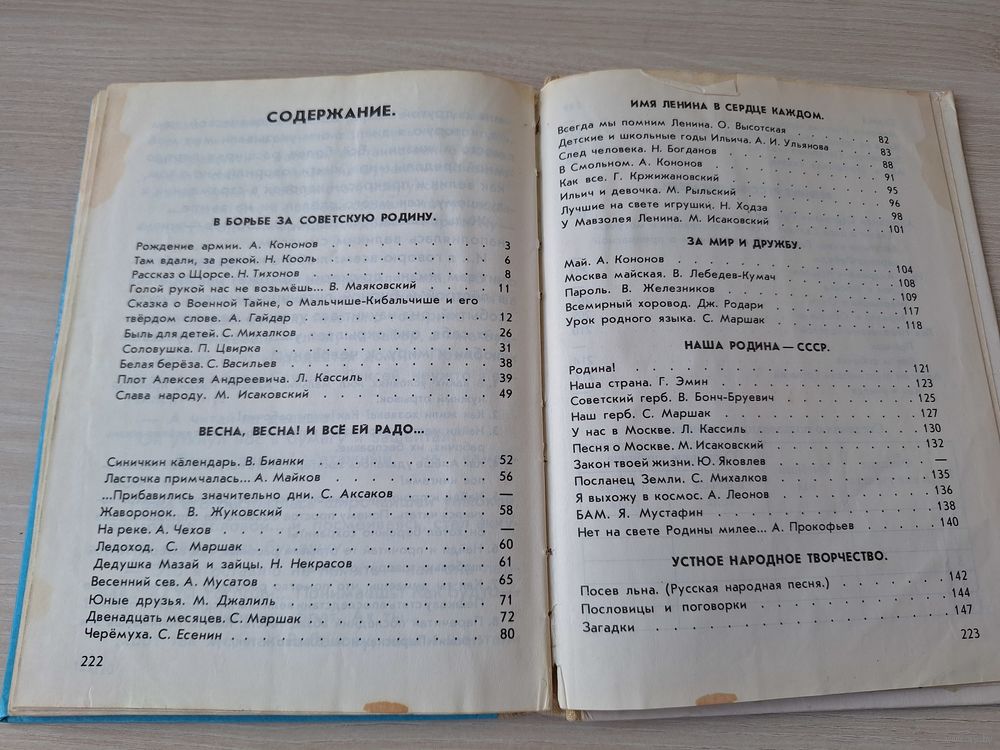 СОДЕРЖАНИЕ.
В БОРЬБЕ ЗА СОВЕТСКУЮ РОДИНУ.
Рождение армии. А. Кононов . . . . . . . . . 3
Там вдали, за рекой. Н. Кооль . . . . . . . . . 6
Рассказ о Щорсе. Н. Тихонов . . . . . . . . . 8
Голой рукой нас не возьмёшь... В. Маяковский . . . . 11
Сказка о Военной Тайне, о Мальчише-Кибальчише и его
твёрдом слове. А. Гайдар . . . . . . . . . 12
Быль для детей. С. Михалков . . . . . . . . . 26
Соловушка. П. Цвирка . . . . . . . . . 31
Белая берёза. С. Васильев . . . . . . . . . 38
Плот Алексея Андреевича. Л. Кассиль . . . . . . 39
Слава народу. М. Исаковский . . . . . . . . . 49
ВЕСНА, ВЕСНА! И ВСЁ ЕЙ РАДО...
Синичкин календарь. В. Бианки . . . . . . . . . 52
Ласточка примчалась... А. Майков . . . . . . . . . 56
...Прибавились значительно дни. С. Аксаков . . . . . —
Жаворонок. В. Жуковский . . . . . . . . . 58
На реке. А. Чехов . . . . . . . . . —
Ледоход. С. Маршак . . . . . . . . . 60
Дедушка Мазай и зайцы. Н. Некрасов . . . . . . 61
Весенний сев. А. Мусатов . . . . . . . . . 65
Юные друзья. М. Джалиль . . . . . . . . . 71
Двенадцать месяцев. С. Маршак . . . . . . . . . 72
Черёмуха. С. Есенин . . . . . . . . . 80
222
ИМЯ ЛЕНИНА В СЕРДЦЕ КАЖДОМ.
Всегда мы помним Ленина. О. Высотская . . . . . 82
Детские и школьные годы Ильича. А. И. Ульянова . . . 83
След человека. Н. Богданов . . . . . . . . . 88
В Смольном. А. Кононов . . . . . . . . . 91
Как все. Г. Кржижановский . . . . . . . . . 95
Ильич и девочка. М. Рыльский . . . . . . . . . 96
Лучшие на свете игрушки. Н. Ходза . . . . . . . 98
У Мавзолея Ленина. М. Исаковский . . . . . . . 101
ЗА МИР И ДРУЖБУ.
Май. А. Кононов . . . . . . . . . 104
Москва майская. В. Лебедев-Кумач . . . . . . . 108
Пароль. В. Железников . . . . . . . . . 109
Всемирный хоровод. Дж. Родари . . . . . . . . . 117
Урок родного языка. С. Маршак . . . . . . . . . 118
НАША РОДИНА — СССР.
Родина! . . . . . . . . . 121
Наша страна. Г. Эмин . . . . . . . . . 123
Советский герб. В. Бонч-Бруевич . . . . . . . . . 125
Наш герб. С. Маршак . . . . . . . . . 127
У нас в Москве. Л. Кассиль . . . . . . . . . 130
Песня о Москве. М. Исаковский . . . . . . . . . 132
Закон твоей жизни. Ю. Яковлев . . . . . . . . . —
Посланец Земли. С. Михалков . . . . . . . . . 135
Я выхожу в космос. А. Леонов . . . . . . . . . 136
БАМ. Я. Мустафин . . . . . . . . . 138
Нет на свете Родины милее... А. Прокофьев . . . . 140
УСТНОЕ НАРОДНОЕ ТВОРЧЕСТВО.
Посев льна. (Русская народная песня.) . . . . . . 142
Пословицы и поговорки . . . . . . . . . 144
Загадки . . . . . . . . . 147
223